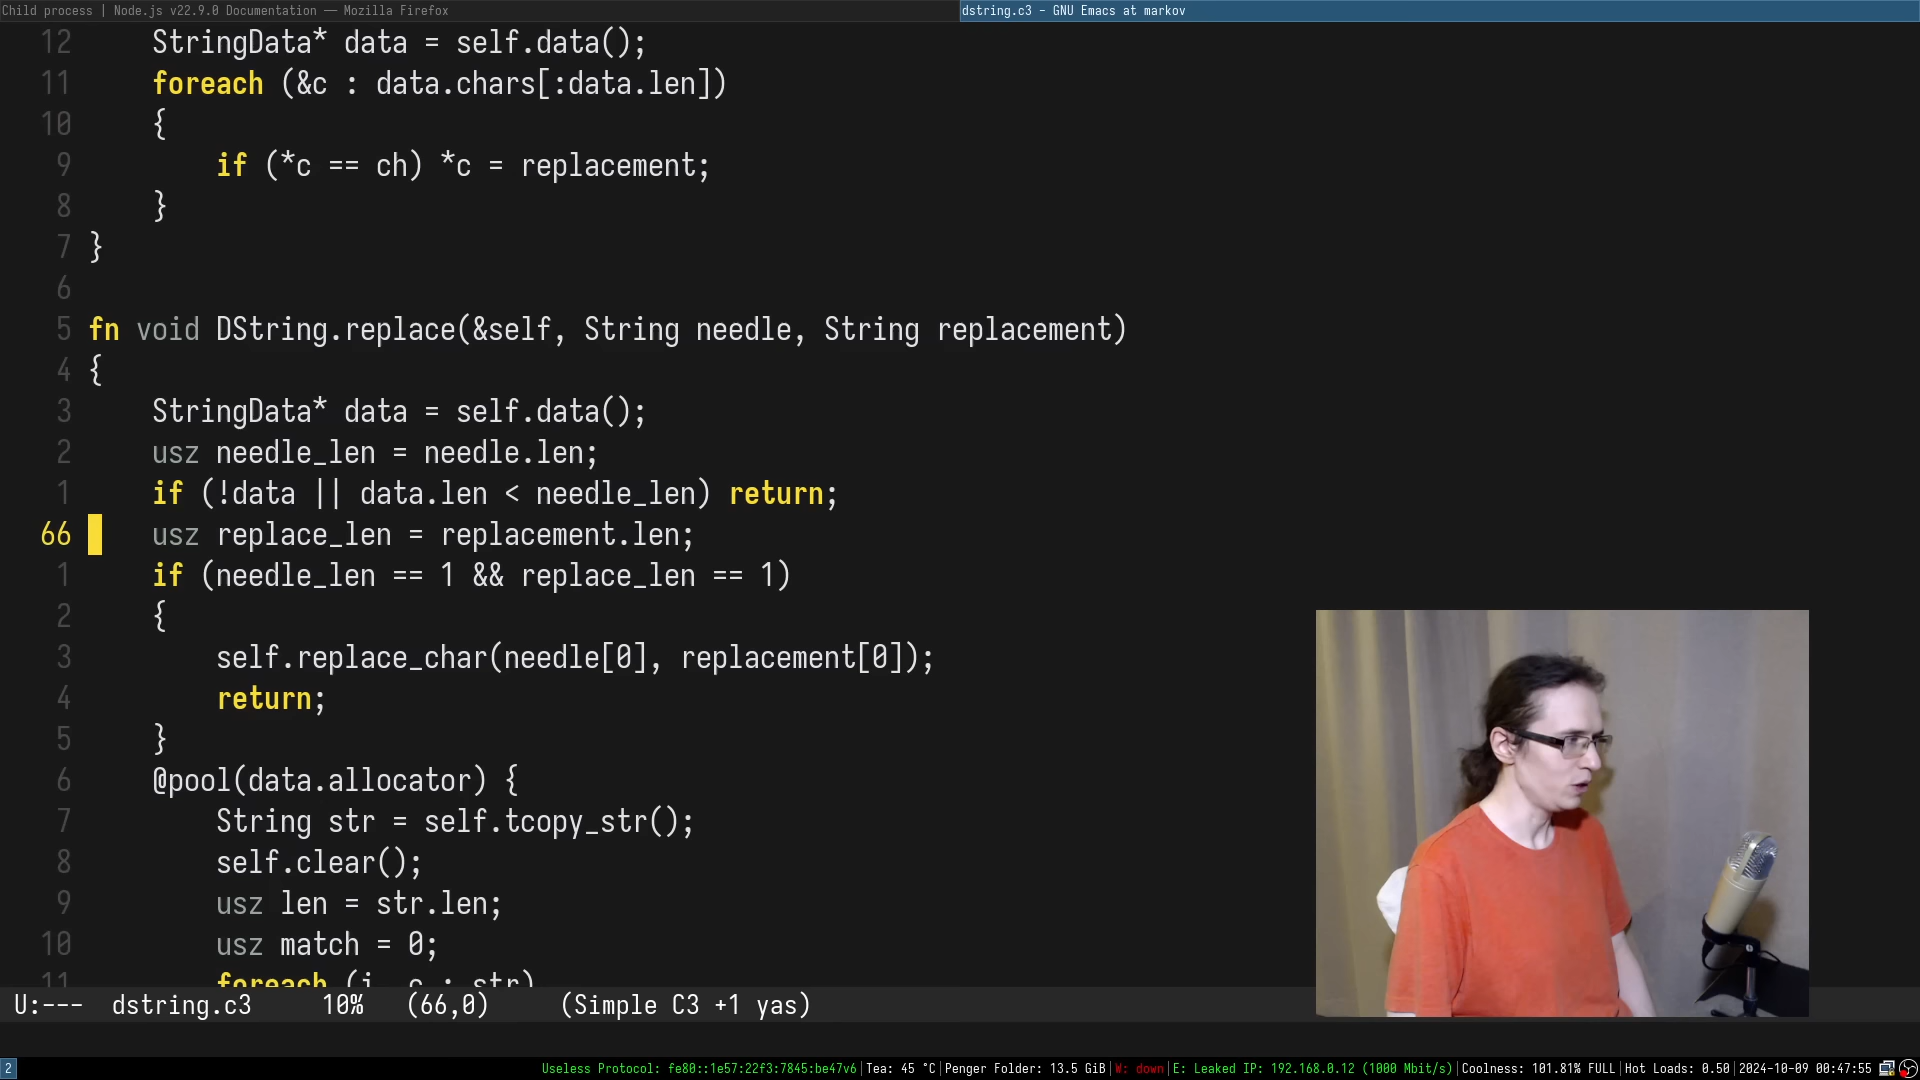 Child process | Node.js v22.9.0 Documentation — Mozilla Firefox
dstring.c3 - GNU Emacs at markov
12 StringData* data = self.data();
11 foreach (&c : data.chars[:data.len])
10 {
9 if (*c == ch) *c = replacement;
8 }
7 }
6
5 fn void DString.replace(&self, String needle, String replacement)
4 {
3 StringData* data = self.data();
2 usz needle_len = needle.len;
1 if (!data || data.len < needle_len) return;
66 usz replace_len = replacement.len;
1 if (needle_len == 1 && replace_len == 1)
2 {
3 self.replace_char(needle[0], replacement[0]);
4 return;
5 }
6 @pool(data.allocator) {
7 String str = self.tcopy_str();
8 self.clear();
9 usz len = str.len;
10 usz match = 0;
11 foreach (i, c : str)
U:--- dstring.c3 10% (66,0) (Simple C3 +1 yas)
2 Useless Protocol: fe80::1e57:22f3:7845:be47v6|Tea: 45 °C|Penger Folder: 13.5 GiB|W: down|E: Leaked IP: 192.168.0.12 (1000 Mbit/s)|Coolness: 101.81% FULL|Hot Loads: 0.50|2024-10-09 00:47:55